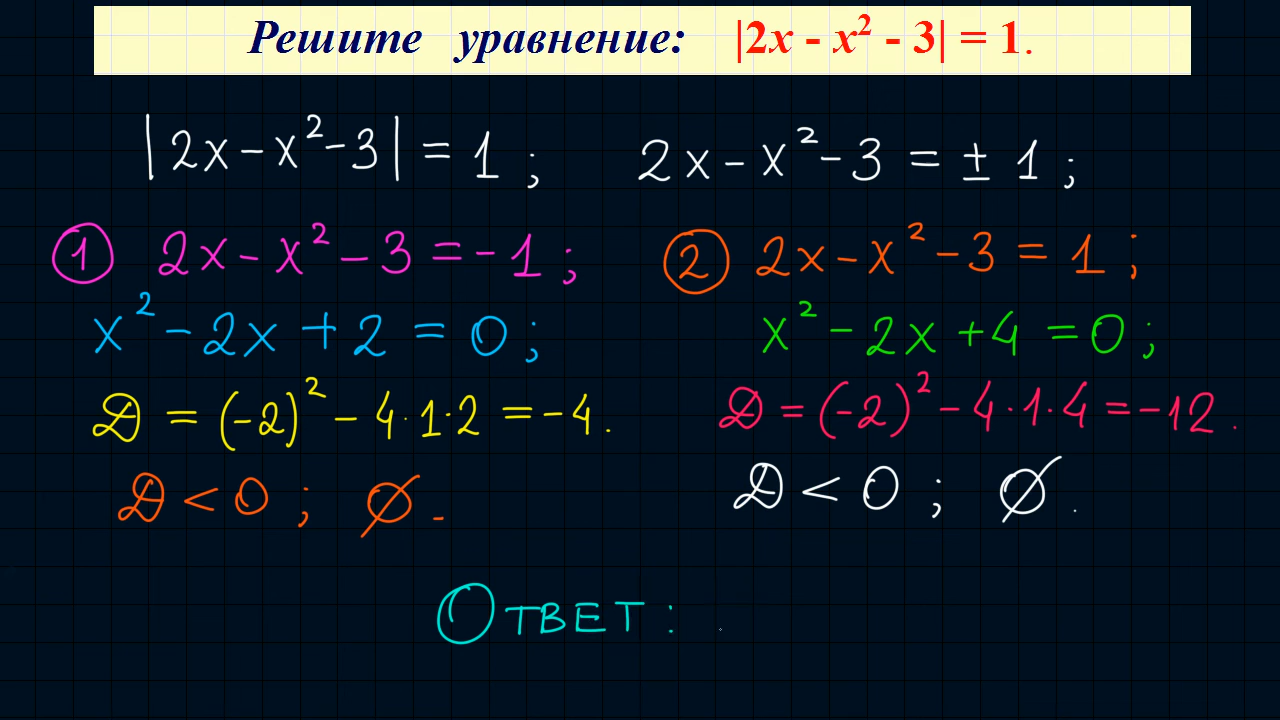 Решите уравнение: |2x - x² - 3| = 1.
|2x-x²-3| = 1 ; 2x-x²-3 = ± 1 ;
① 2x-x²-3=-1 ; ② 2x-x²-3=1 ;
x²-2x+2=0 ; x²-2x+4=0 ;
D = (-2)² - 4·1·2 = -4. D = (-2)² - 4·1·4 = -12.
D < 0 ; ∅. D < 0 ; ∅.
Ответ :